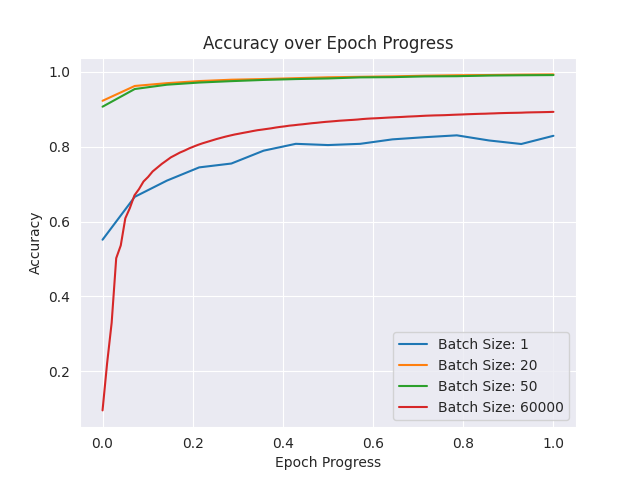 Accuracy over Epoch Progress
1.0
0.8
0.6
0.4
0.2
Accuracy
Batch Size: 1
Batch Size: 20
Batch Size: 50
Batch Size: 60000
0.0 0.2 0.4 0.6 0.8 1.0
Epoch Progress